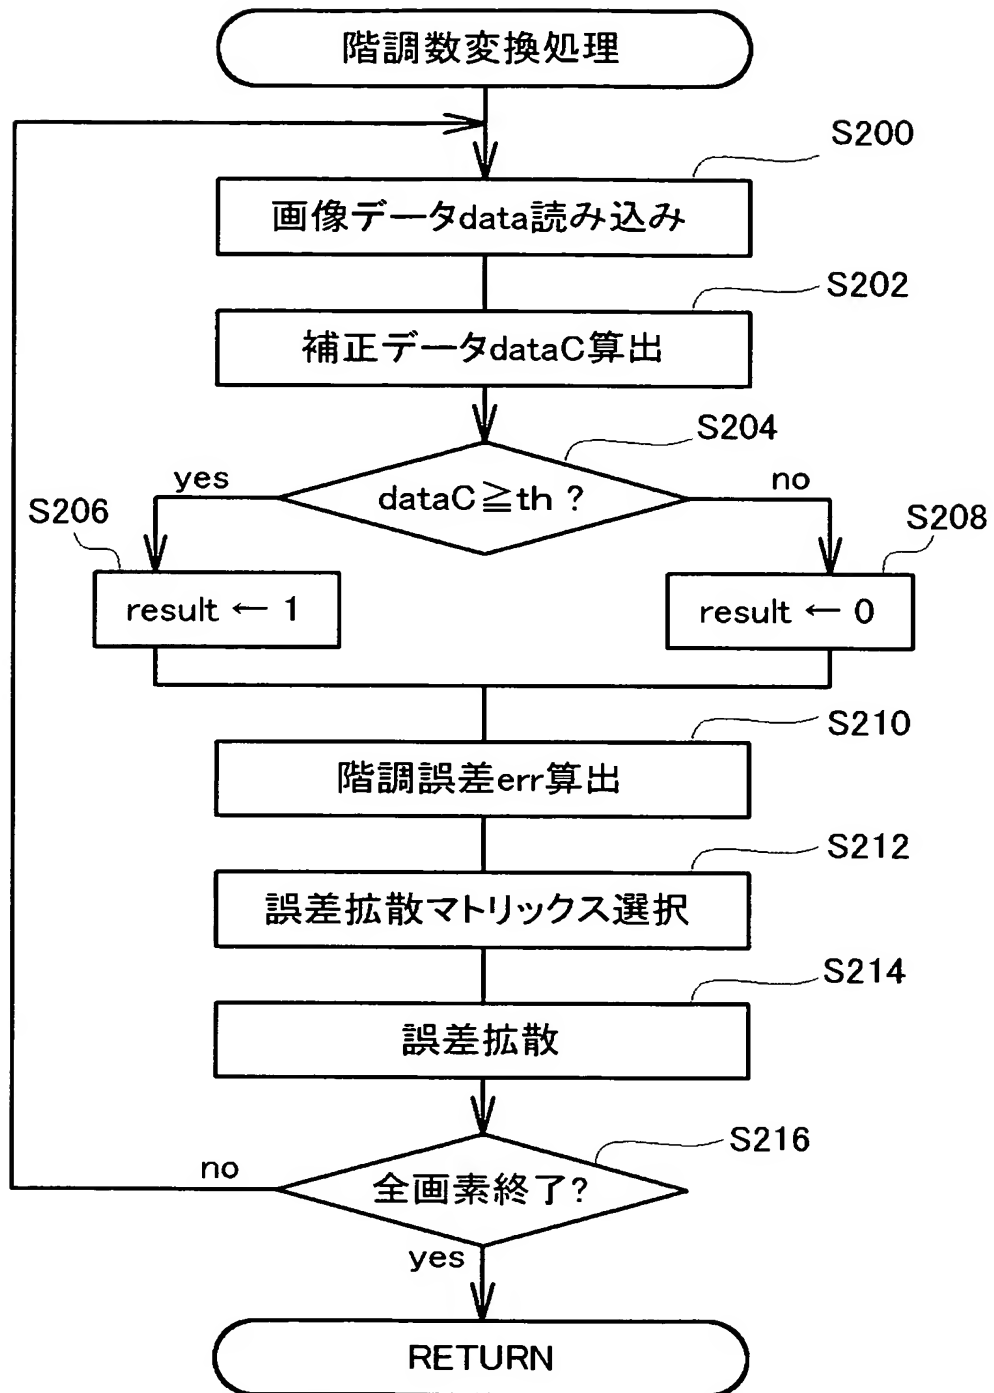 階調数変換処理
S200
画像データdata読み込み
S202
補正データdataC算出
S204
yes
dataC≧th ?
no
S206
S208
result ← 1
result ← 0
S210
階調誤差err算出
S212
誤差拡散マトリックス選択
S214
誤差拡散
S216
no
全画素終了?
yes
RETURN